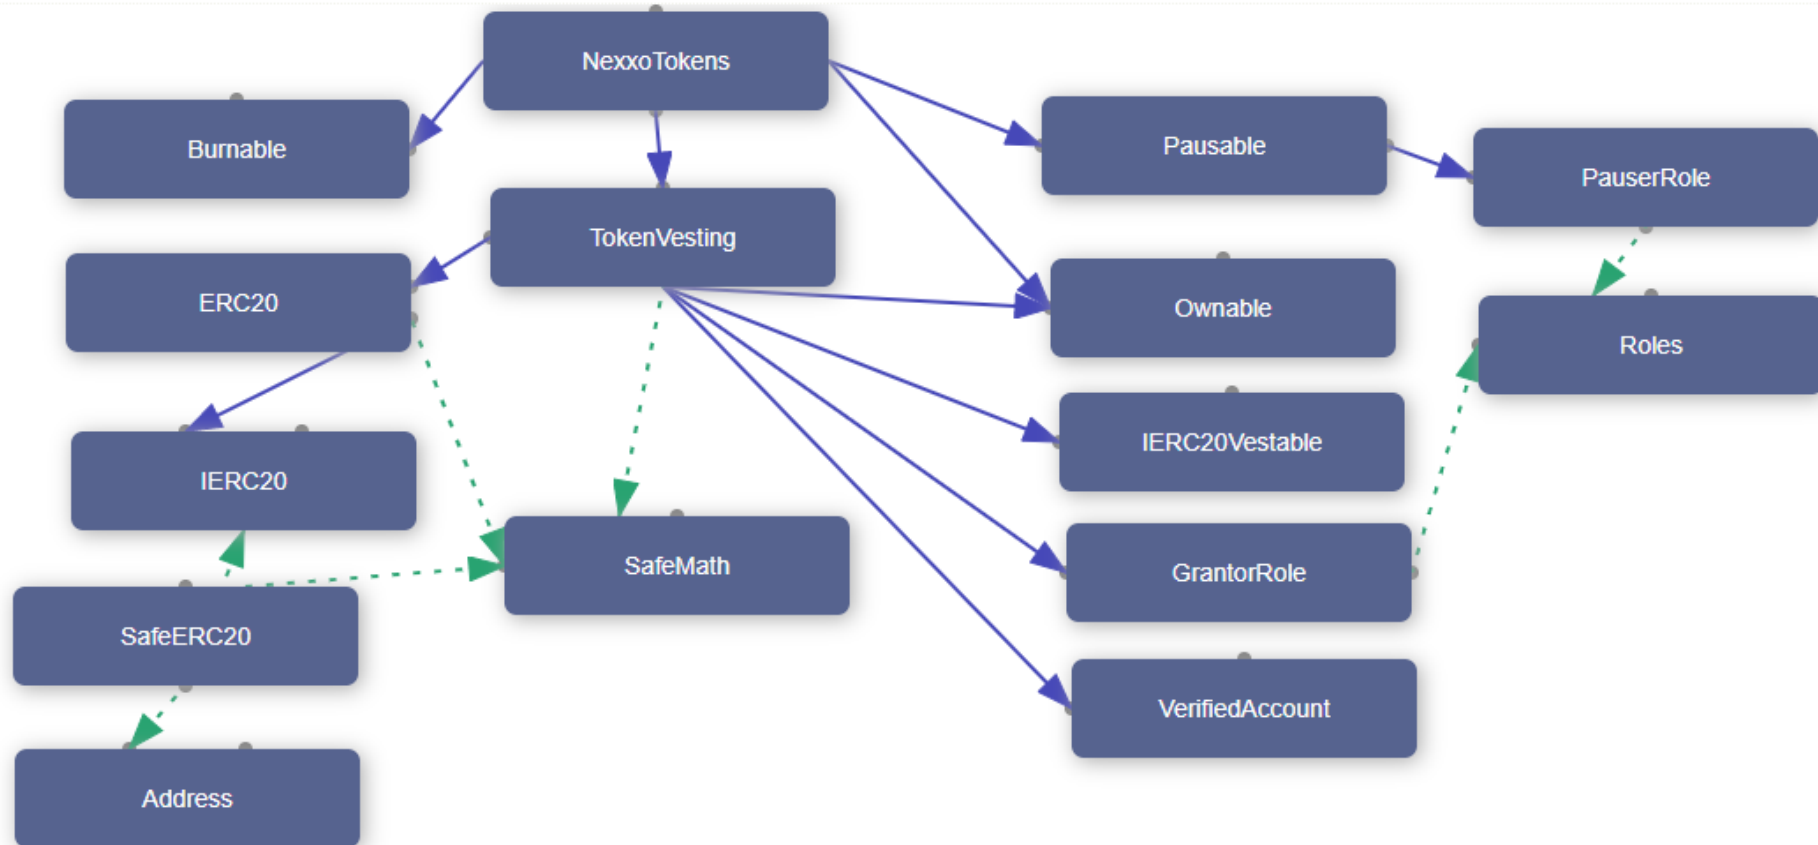 NexxoTokens
Burnable
Pausable
PauserRole
TokenVesting
ERC20
Ownable
Roles
IERC20Vestable
IERC20
SafeMath
GrantorRole
SafeERC20
VerifiedAccount
Address